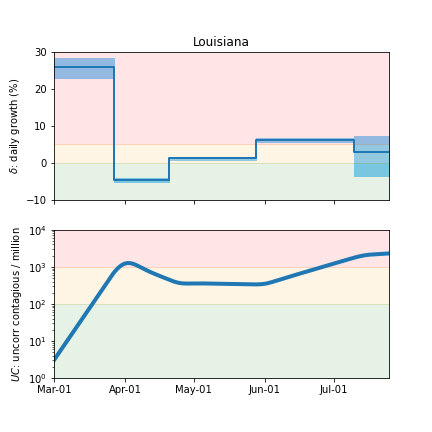 Louisiana
δ: daily growth (%)
30
20
10
0
−10
UC: uncorr contagious / million
10⁴
10³
10²
10¹
10⁰
Mar-01 Apr-01 May-01 Jun-01 Jul-01